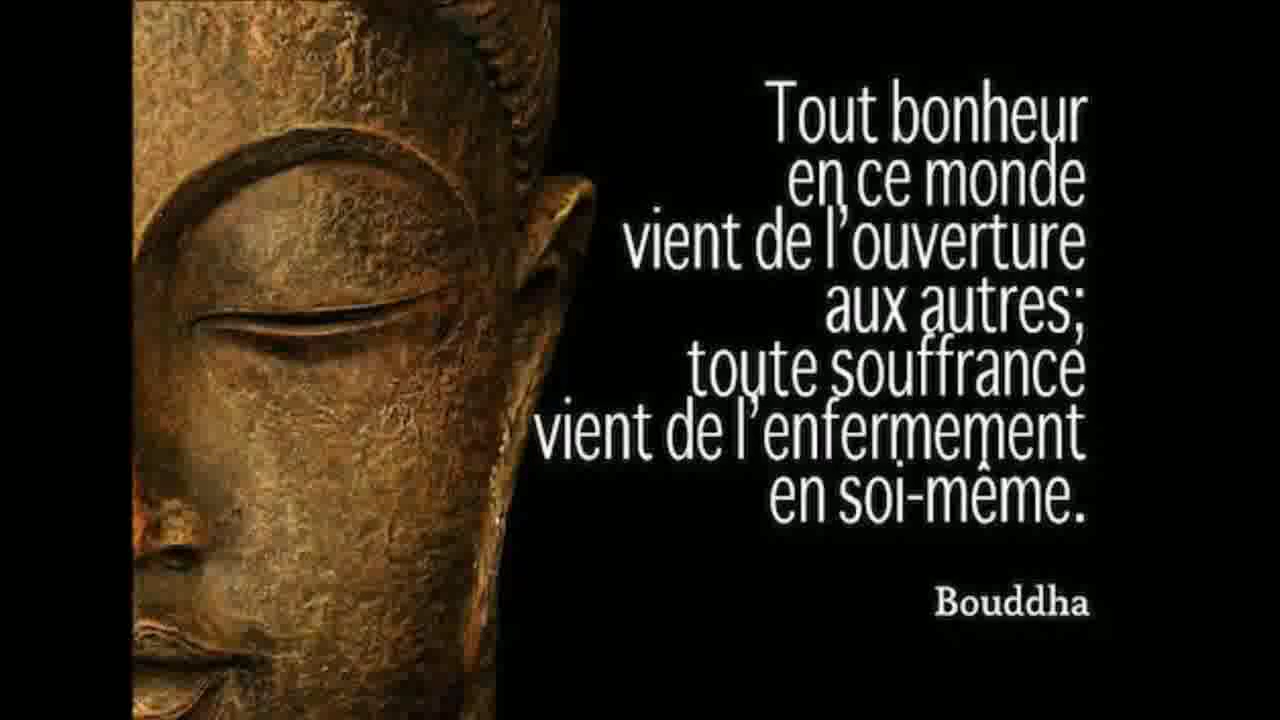 Tout bonheur
en ce monde
vient de l'ouverture
aux autres;
toute souffrance
vient de l'enfermement
en soi-même.
Bouddha